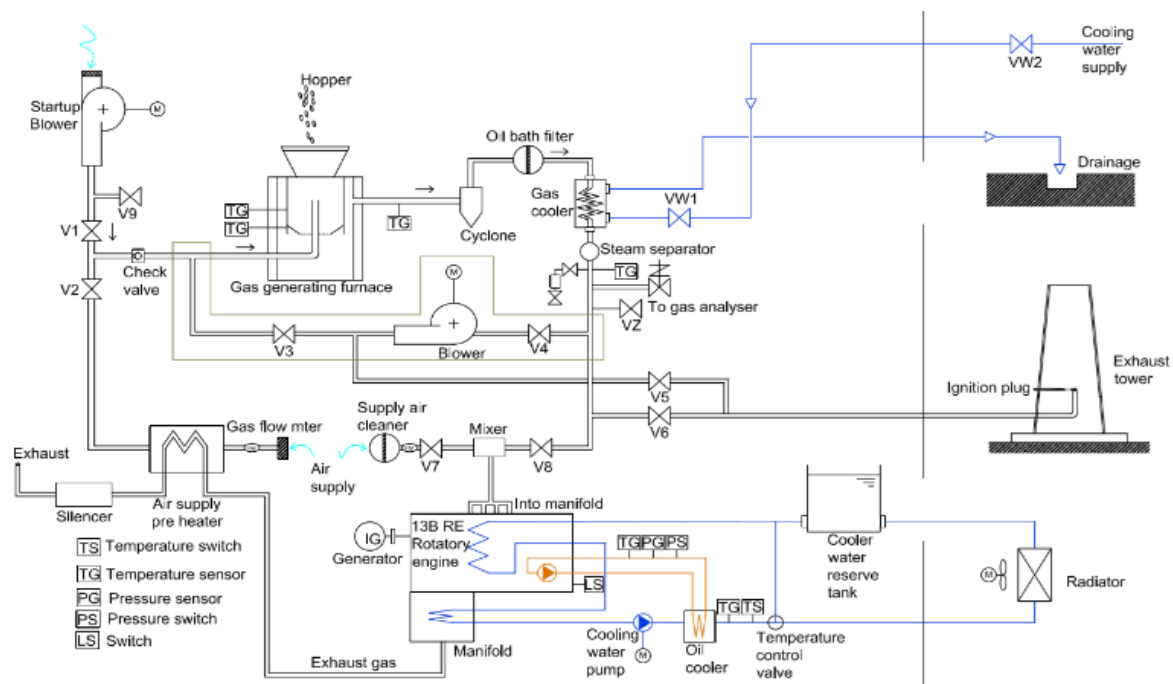 Cooling
water
supply
VW2
Hopper
Startup
Blower
M
Oil bath filter
Drainage
TG
TG
TG
Gas
cooler
VW1
V9
V1
Cyclone
Steam separator
Check
valve
Gas generating furnace
M
TG
To gas analyser
V2
VZ
V3
Blower
V4
Exhaust
tower
Ignition plug
V5
V6
Supply air
cleaner
Mixer
Gas flow mter
V7
V8
Exhaust
Air
supply
Silencer
Air supply
pre heater
Into manifold
IG
Generator
13B RE
Rotatory
engine
TG PG PS
LS
Cooler
water
reserve
tank
M
Radiator
TS Temperature switch
TG Temperature sensor
PG Pressure sensor
PS Pressure switch
LS Switch
TG TS
Manifold
Cooling
water
pump
M
Oil
cooler
Temperature
control
valve
Exhaust gas